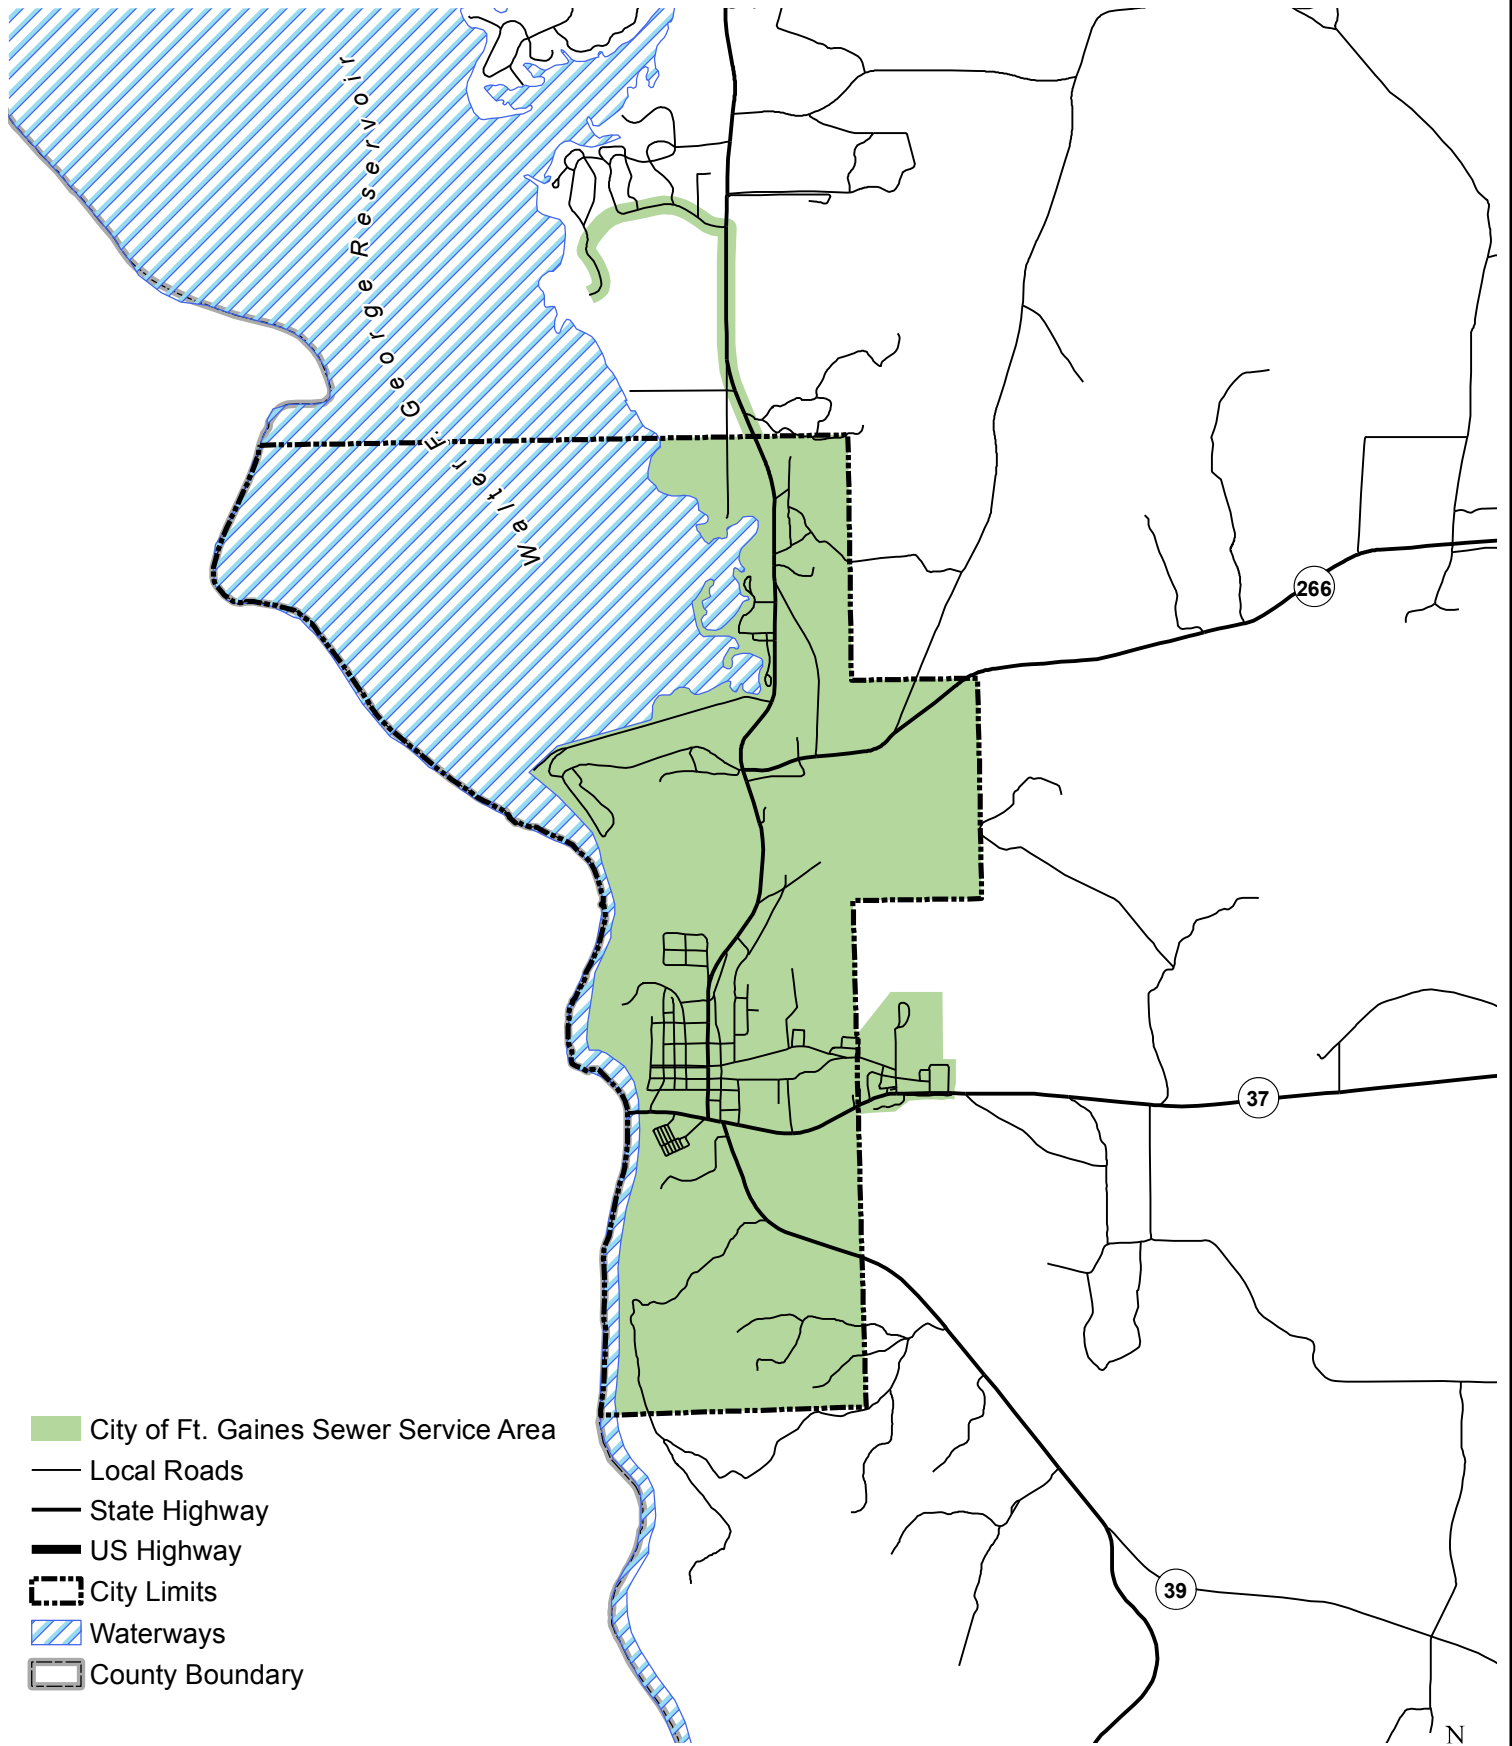 Walter F. George Reservoir
266
37
39
City of Ft. Gaines Sewer Service Area
Local Roads
State Highway
US Highway
City Limits
Waterways
County Boundary
N